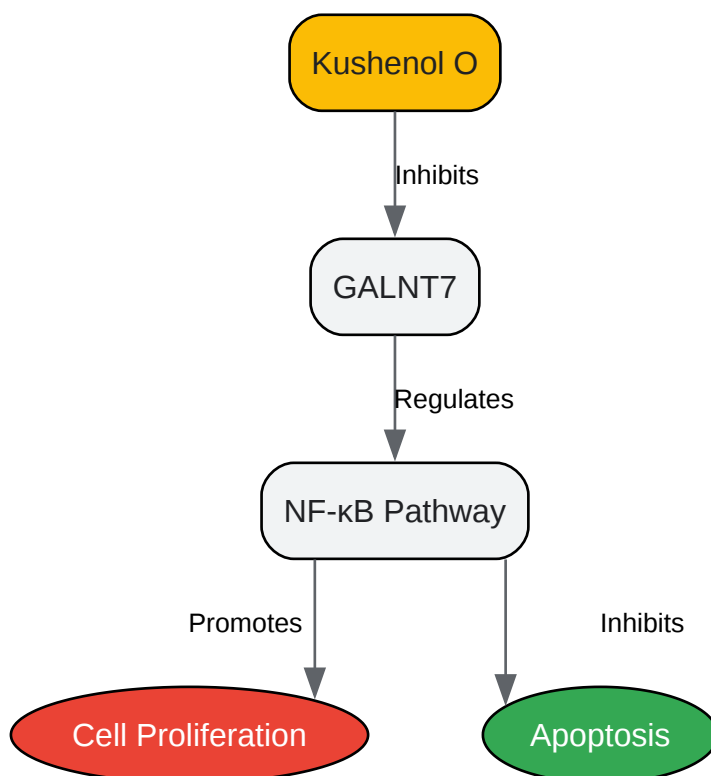 Kushenol O
Inhibits
GALNT7
Regulates
NF-κB Pathway
Promotes
Inhibits
Cell Proliferation
Apoptosis